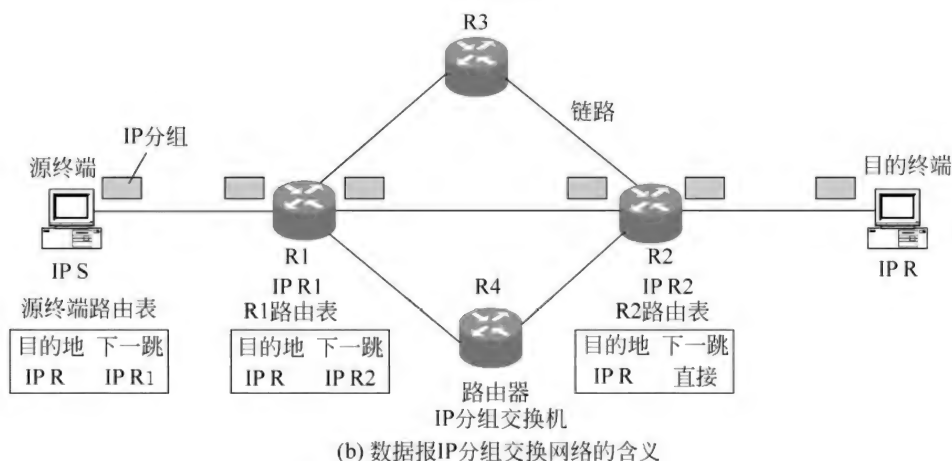 R3
链路
IP分组
源终端
目的终端
IP S
R1
IP R1
R2
IP R2
IP R
R4
源终端路由表
目的地 下一跳
IP R IP R1
R1路由表
目的地 下一跳
IP R IP R2
R2路由表
目的地 下一跳
IP R 直接
路由器
IP分组交换机
(b) 数据报IP分组交换网络的含义